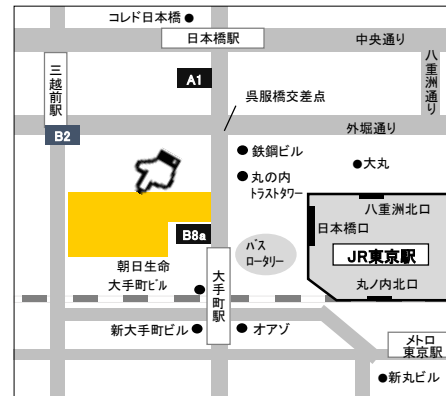 コレド日本橋
日本橋駅
中央通り
三越前駅
八重洲通り
A1
呉服橋交差点
外堀通り
B2
鉄鋼ビル
大丸
丸の内
トラストタワー
八重洲北口
日本橋口
B8a
バス
ロータリー
JR東京駅
朝日生命
大手町ビル
丸ノ内北口
大手町駅
新大手町ビル
オアゾ
メトロ
東京駅
新丸ビル